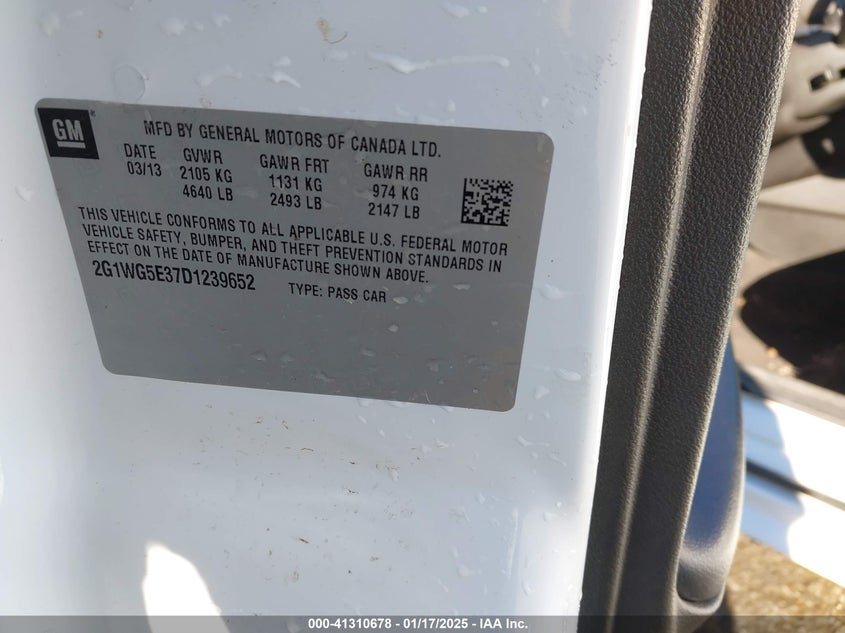 GM
MFD BY GENERAL MOTORS OF CANADA LTD.
DATE GVWR GAWR FRT GAWR RR
03/13 2105 KG 1131 KG 974 KG
4640 LB 2493 LB 2147 LB
THIS VEHICLE CONFORMS TO ALL APPLICABLE U.S. FEDERAL MOTOR
VEHICLE SAFETY, BUMPER, AND THEFT PREVENTION STANDARDS IN
EFFECT ON THE DATE OF MANUFACTURE SHOWN ABOVE.
2G1WG5E37D1239652 TYPE: PASS CAR
000-41310678 - 01/17/2025 - IAA Inc.